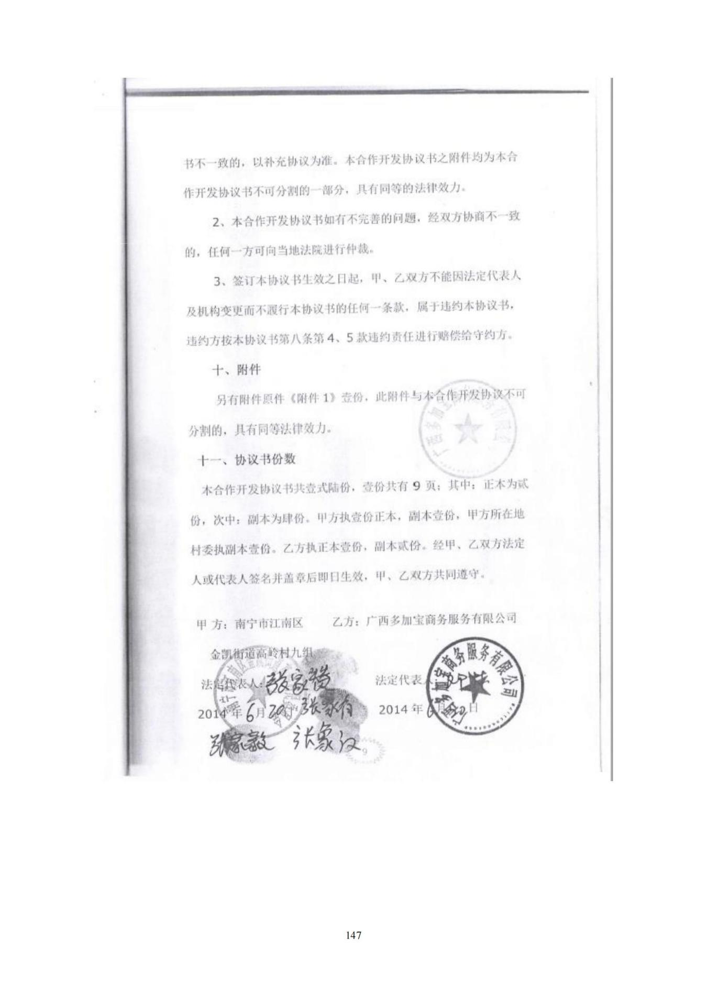 书不一致的，以补充协议为准。本合作开发协议书之附件均为本合
作开发协议书不可分割的一部分，具有同等的法律效力。
2、本合作开发协议书如有不完善的问题，经双方协商不一致
的，任何一方可向当地法院进行仲裁。
3、签订本协议书生效之日起，甲、乙双方不能因法定代表人
及机构变更而不履行本协议书的任何一条款，属于违约本协议书，
违约方按本协议书第八条第4、5款违约责任进行赔偿给守约方。
十、附件
另有附件原件《附件1》壹份，此附件与本合作开发协议不可
分割的，具有同等法律效力。
广西多加宝商务服务有限公
十一、协议书份数
本合作开发协议书共壹式陆份，壹份共有9页；其中：正本为贰
份，次中：副本为肆份。甲方执壹份正本，副本壹份，甲方所在地
村委执副本壹份。乙方执正本壹份，副本贰份。经甲、乙双方法定
人或代表人签名并盖章后即日生效，甲、乙双方共同遵守。
甲 方：南宁市江南区 乙方：广西多加宝商务服务有限公司
金凯街道高岭村九组
法定代表人：张家 法定代表人
广西多加宝商务服务有限公司
2014年6月20日 张家有 2014年6月20日
张家毅
9
147